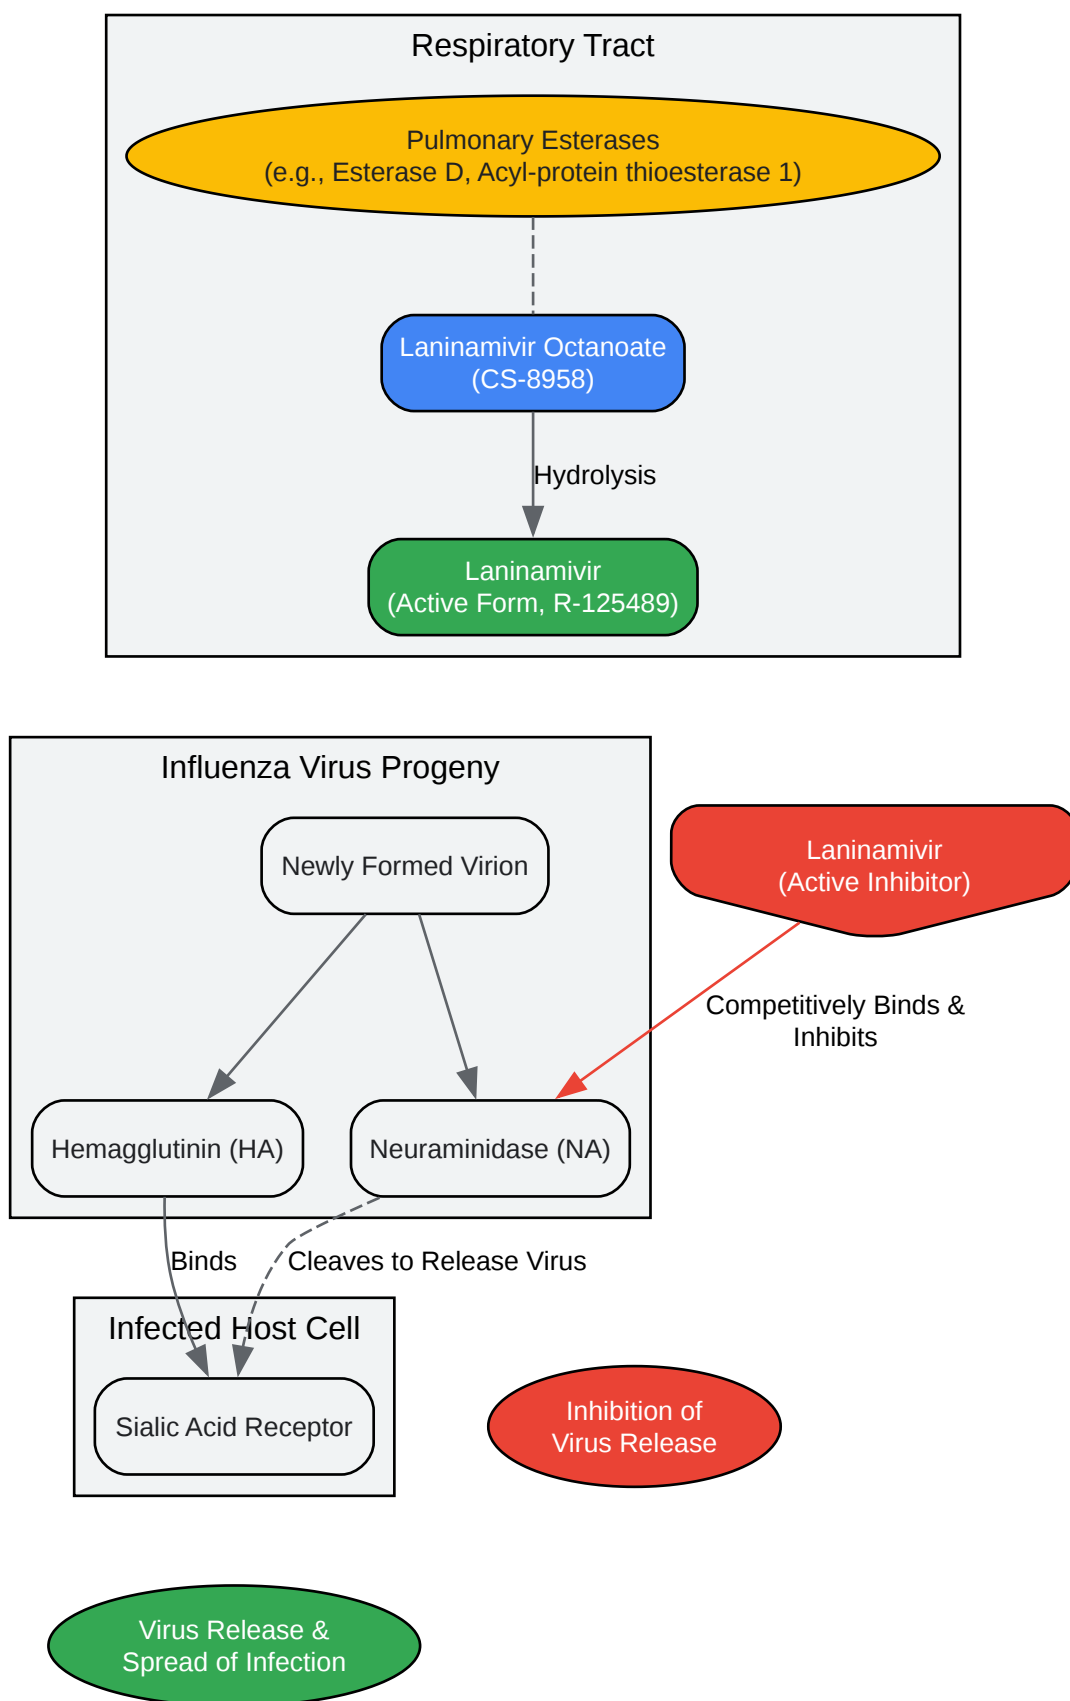 Respiratory Tract
Pulmonary Esterases
(e.g., Esterase D, Acyl-protein thioesterase 1)
Laninamivir Octanoate
(CS-8958)
Hydrolysis
Laninamivir
(Active Form, R-125489)
Influenza Virus Progeny
Newly Formed Virion
Laninamivir
(Active Inhibitor)
Competitively Binds &
Inhibits
Hemagglutinin (HA)
Neuraminidase (NA)
Binds
Cleaves to Release Virus
Infected Host Cell
Sialic Acid Receptor
Inhibition of
Virus Release
Virus Release &
Spread of Infection